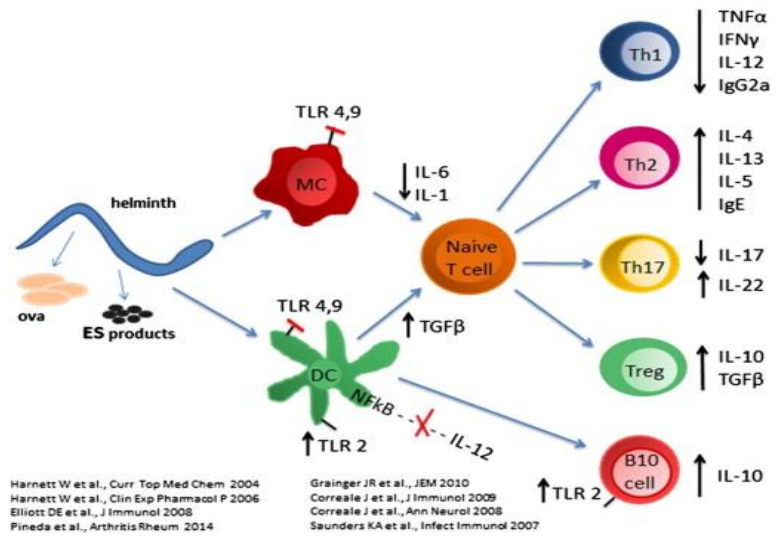 TNFα
IFNγ
IL-12
IgG2a
Th1
TLR 4,9
MC
IL-6
IL-1
IL-4
IL-13
IL-5
IgE
Th2
helminth
Naive
T cell
IL-17
IL-22
Th17
ova
ES products
TLR 4,9
TGFβ
DC
NFkB
IL-12
TLR 2
IL-10
TGFβ
Treg
B10
cell
TLR 2
IL-10
Harnett W et al., Curr Top Med Chem 2004
Harnett W et al., Clin Exp Pharmacol P 2006
Elliott DE et al., J Immunol 2008
Pineda et al., Arthritis Rheum 2014
Grainger JR et al., JEM 2010
Correale J et al., J Immunol 2009
Correale J et al., Ann Neurol 2008
Saunders KA et al., Infect Immunol 2007